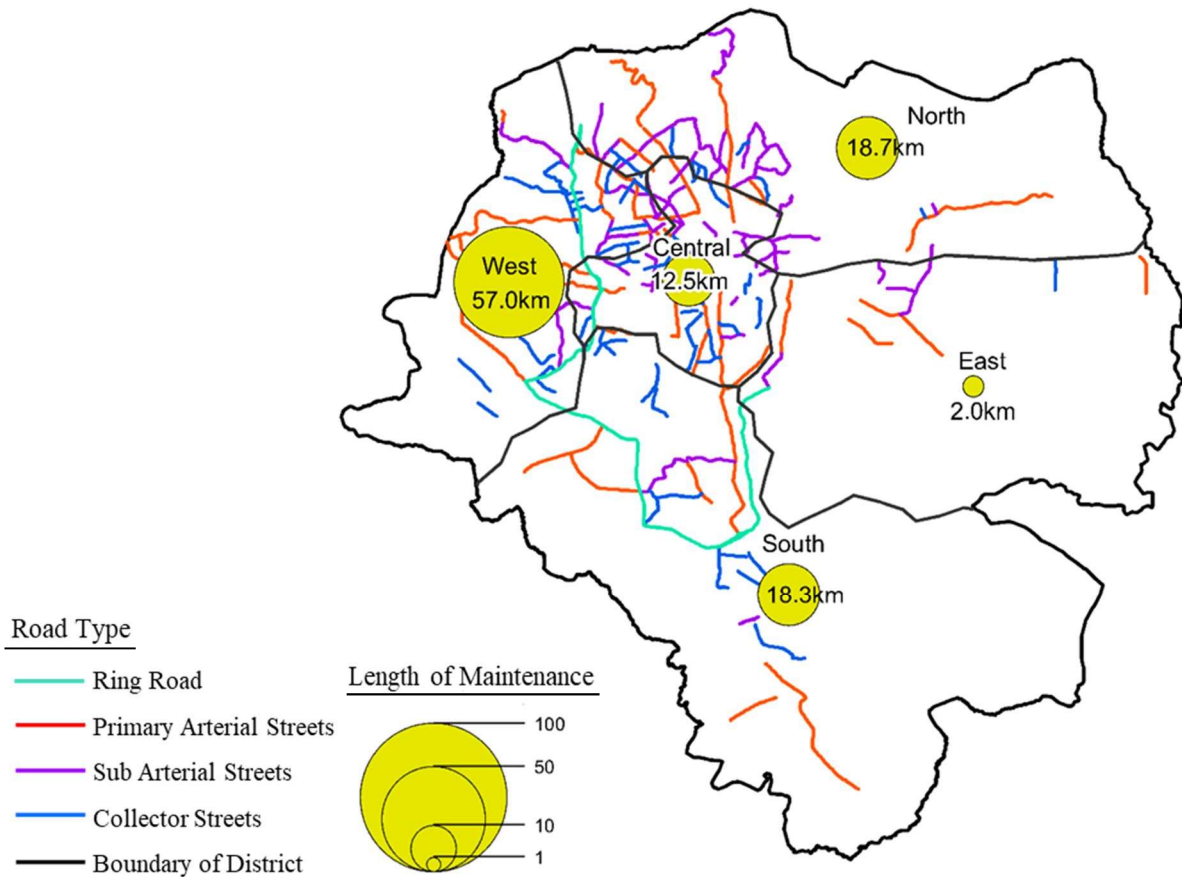 North
18.7km
Central
12.5km
West
57.0km
East
2.0km
South
18.3km
Road Type
Ring Road
Primary Arterial Streets
Sub Arterial Streets
Collector Streets
Boundary of District
Length of Maintenance
100
50
10
1